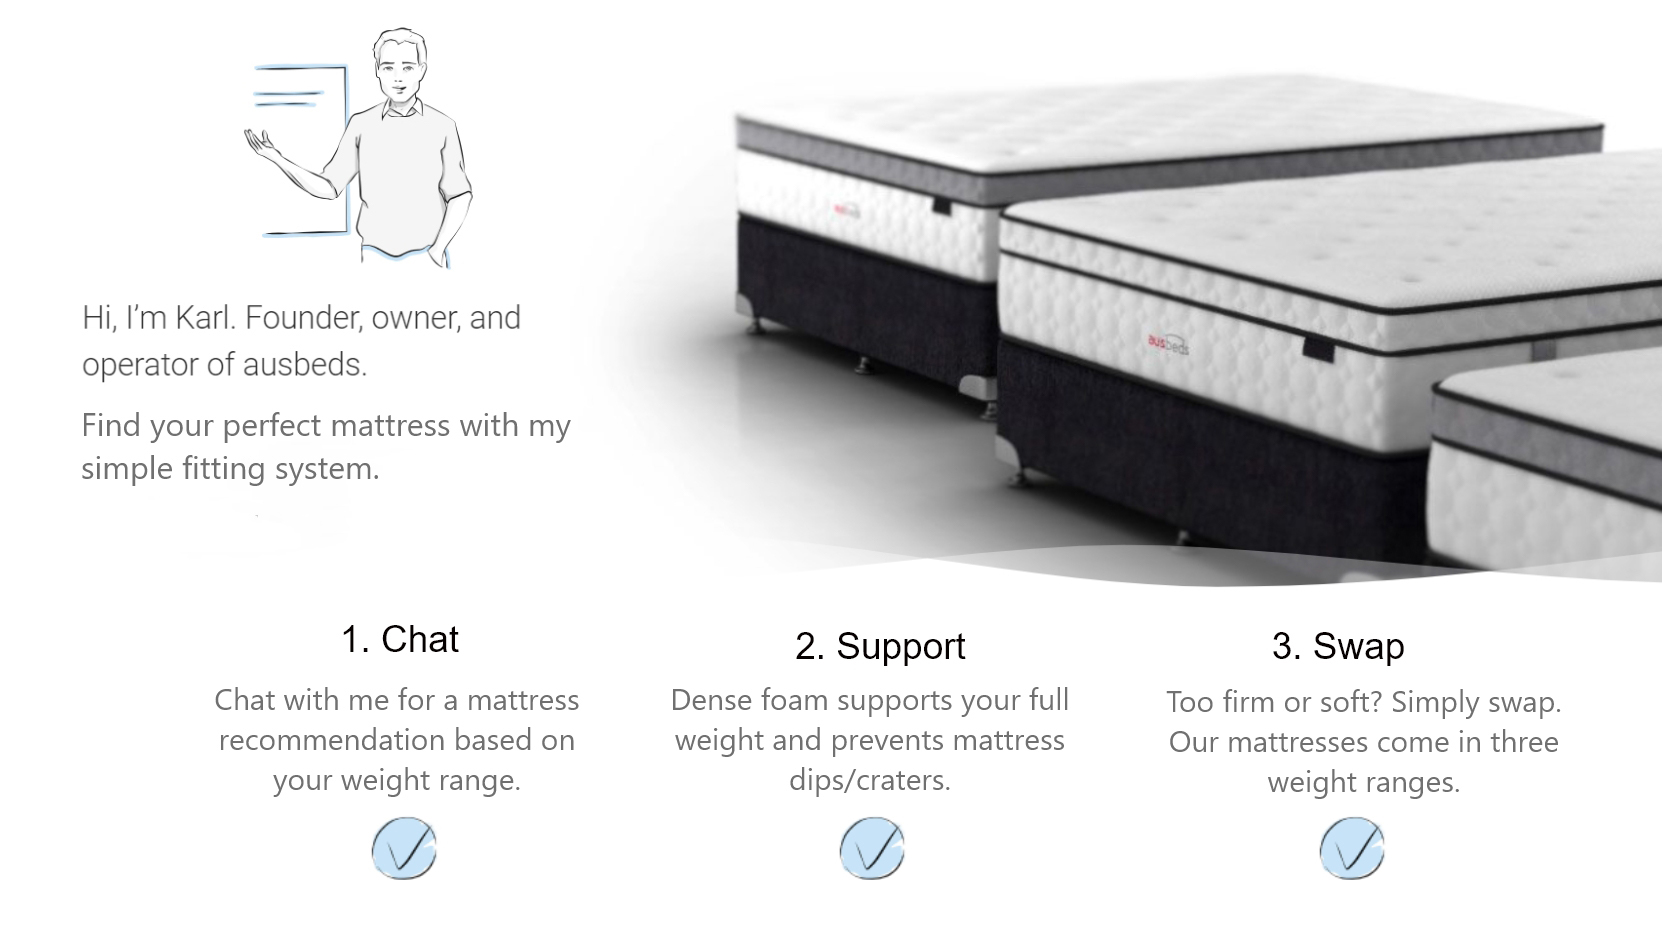 Hi, I'm Karl. Founder, owner, and
operator of ausbeds.
Find your perfect mattress with my
simple fitting system.
ausbeds
ausbeds
1. Chat
Chat with me for a mattress
recommendation based on
your weight range.
2. Support
Dense foam supports your full
weight and prevents mattress
dips/craters.
3. Swap
Too firm or soft? Simply swap.
Our mattresses come in three
weight ranges.